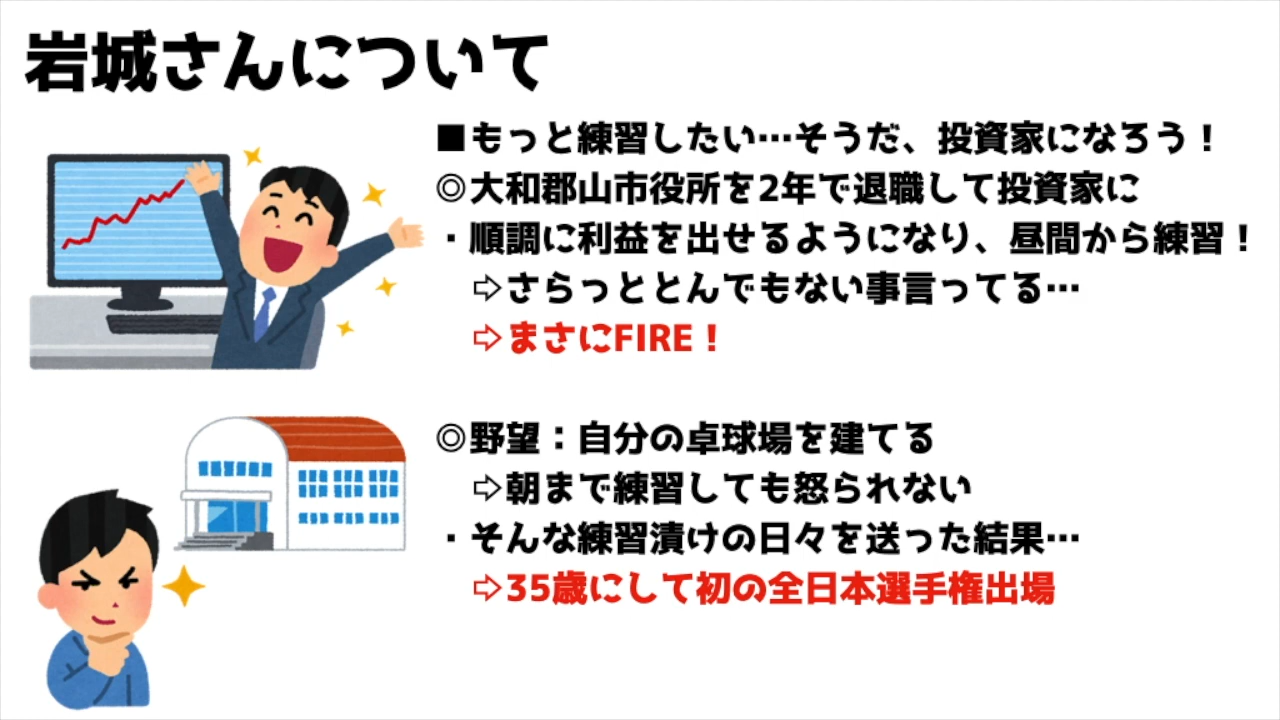 岩城さんについて
■もっと練習したい…そうだ、投資家になろう！
◎大和郡山市役所を2年で退職して投資家に
・順調に利益を出せるようになり、昼間から練習！
⇨さらっととんでもない事言ってる…
⇨まさにFIRE！
◎野望：自分の卓球場を建てる
⇨朝まで練習しても怒られない
・そんな練習漬けの日々を送った結果…
⇨35歳にして初の全日本選手権出場